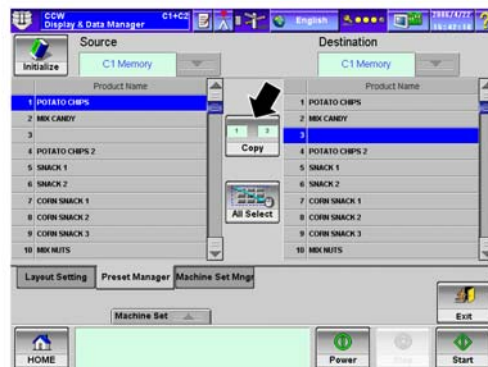 CCW
Display & Data Manager
C1+C2
English
Source
Destination
Initialize
C1 Memory
C1 Memory
Product Name
Product Name
1 POTATO CHIPS
2 MIX CANDY
3
4 POTATO CHIPS 2
5 SNACK 1
6 SNACK 2
7 CORN SNACK 1
8 CORN SNACK 2
9 CORN SNACK 3
10 MIX NUTS
1 3
Copy
All Select
1 POTATO CHIPS
2 MIX CANDY
3
4 POTATO CHIPS 2
5 SNACK 1
6 SNACK 2
7 CORN SNACK 1
8 CORN SNACK 2
9 CORN SNACK 3
10 MIX NUTS
Layout Setting
Preset Manager
Machine Set Mngr
Machine Set
Exit
HOME
Power
Stop
Start